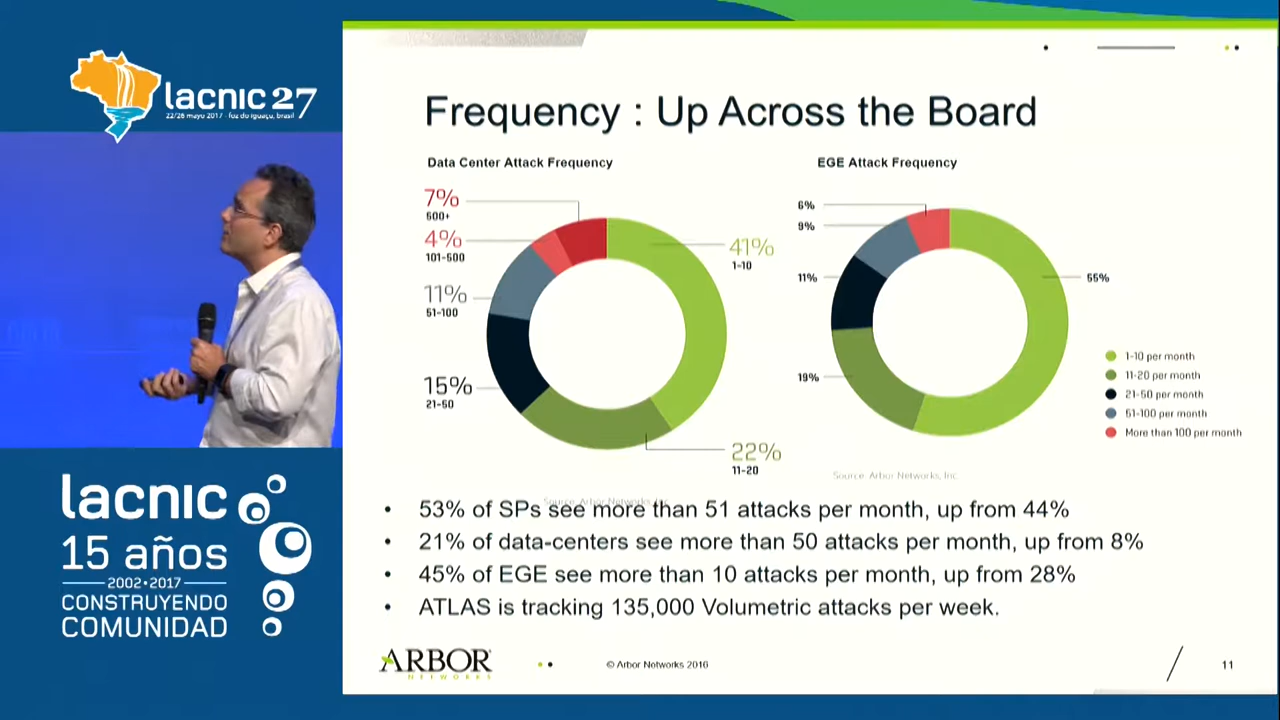 lacnic 27
22/26 mayo 2017 - foz do iguaçu, brasil
Frequency : Up Across the Board
Data Center Attack Frequency
7%
500+
4%
101-500
11%
51-100
15%
21-50
41%
1-10
22%
11-20
Source: Arbor Networks, Inc.
EGE Attack Frequency
6%
9%
11%
19%
55%
1-10 per month
11-20 per month
21-50 per month
51-100 per month
More than 100 per month
Source: Arbor Networks, Inc.
• 53% of SPs see more than 51 attacks per month, up from 44%
• 21% of data-centers see more than 50 attacks per month, up from 8%
• 45% of EGE see more than 10 attacks per month, up from 28%
• ATLAS is tracking 135,000 Volumetric attacks per week.
ARBOR
NETWORKS
© Arbor Networks 2016
11
lacnic
15 años
2002•2017
CONSTRUYENDO
COMUNIDAD